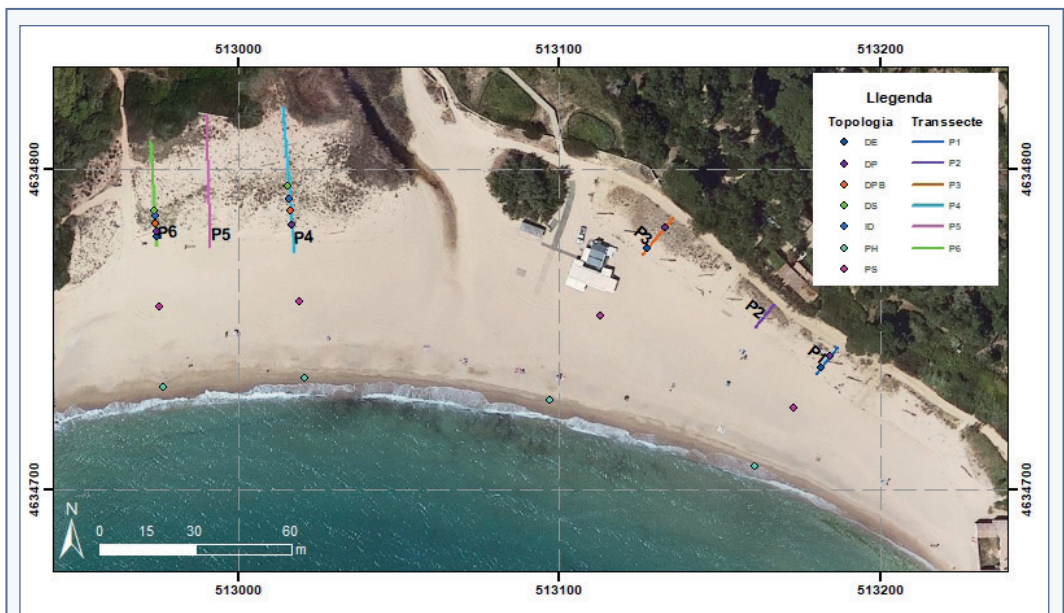 513000 513100 513200
4634800 4634800
4634700 4634700
Llegenda
Topologia Transsecte
DE P1
DP P2
DPB P3
DS P4
ID P5
PH P6
PS
P6 P5 P4
P3
P2
P1
N
0 15 30 60
m
513000 513100 513200